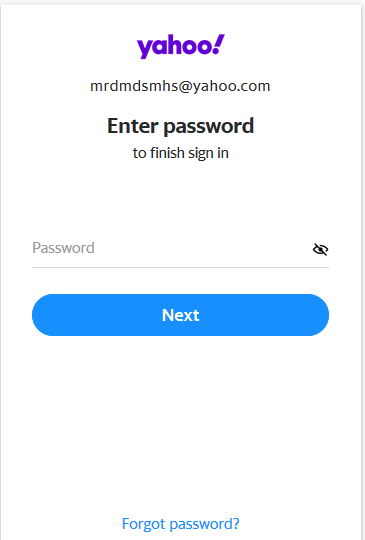 yahoo!
mrdmdsmhs@yahoo.com
Enter password
to finish sign in
Password
Next
Forgot password?